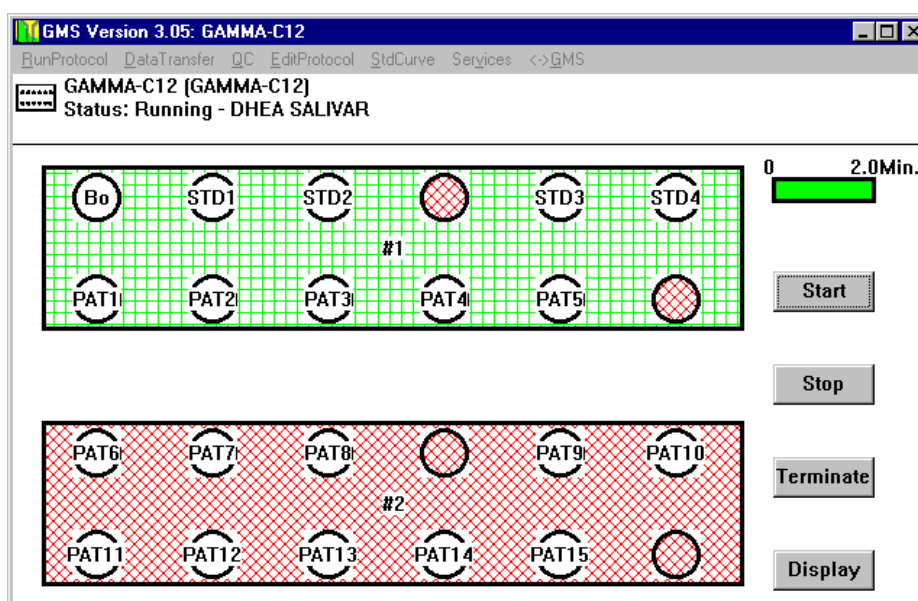 GMS Version 3.05: GAMMA-C12
RunProtocol DataTransfer QC EditProtocol StdCurve Services <->GMS
GAMMA-C12 (GAMMA-C12)
Status: Running - DHEA SALIVAR
0 2.0Min.
Bo STD1 STD2 STD3 STD4
#1
PAT1 PAT2 PAT3 PAT4 PAT5
Start
Stop
PAT6 PAT7 PAT8 PAT9 PAT10
Terminate
#2
PAT11 PAT12 PAT13 PAT14 PAT15
Display